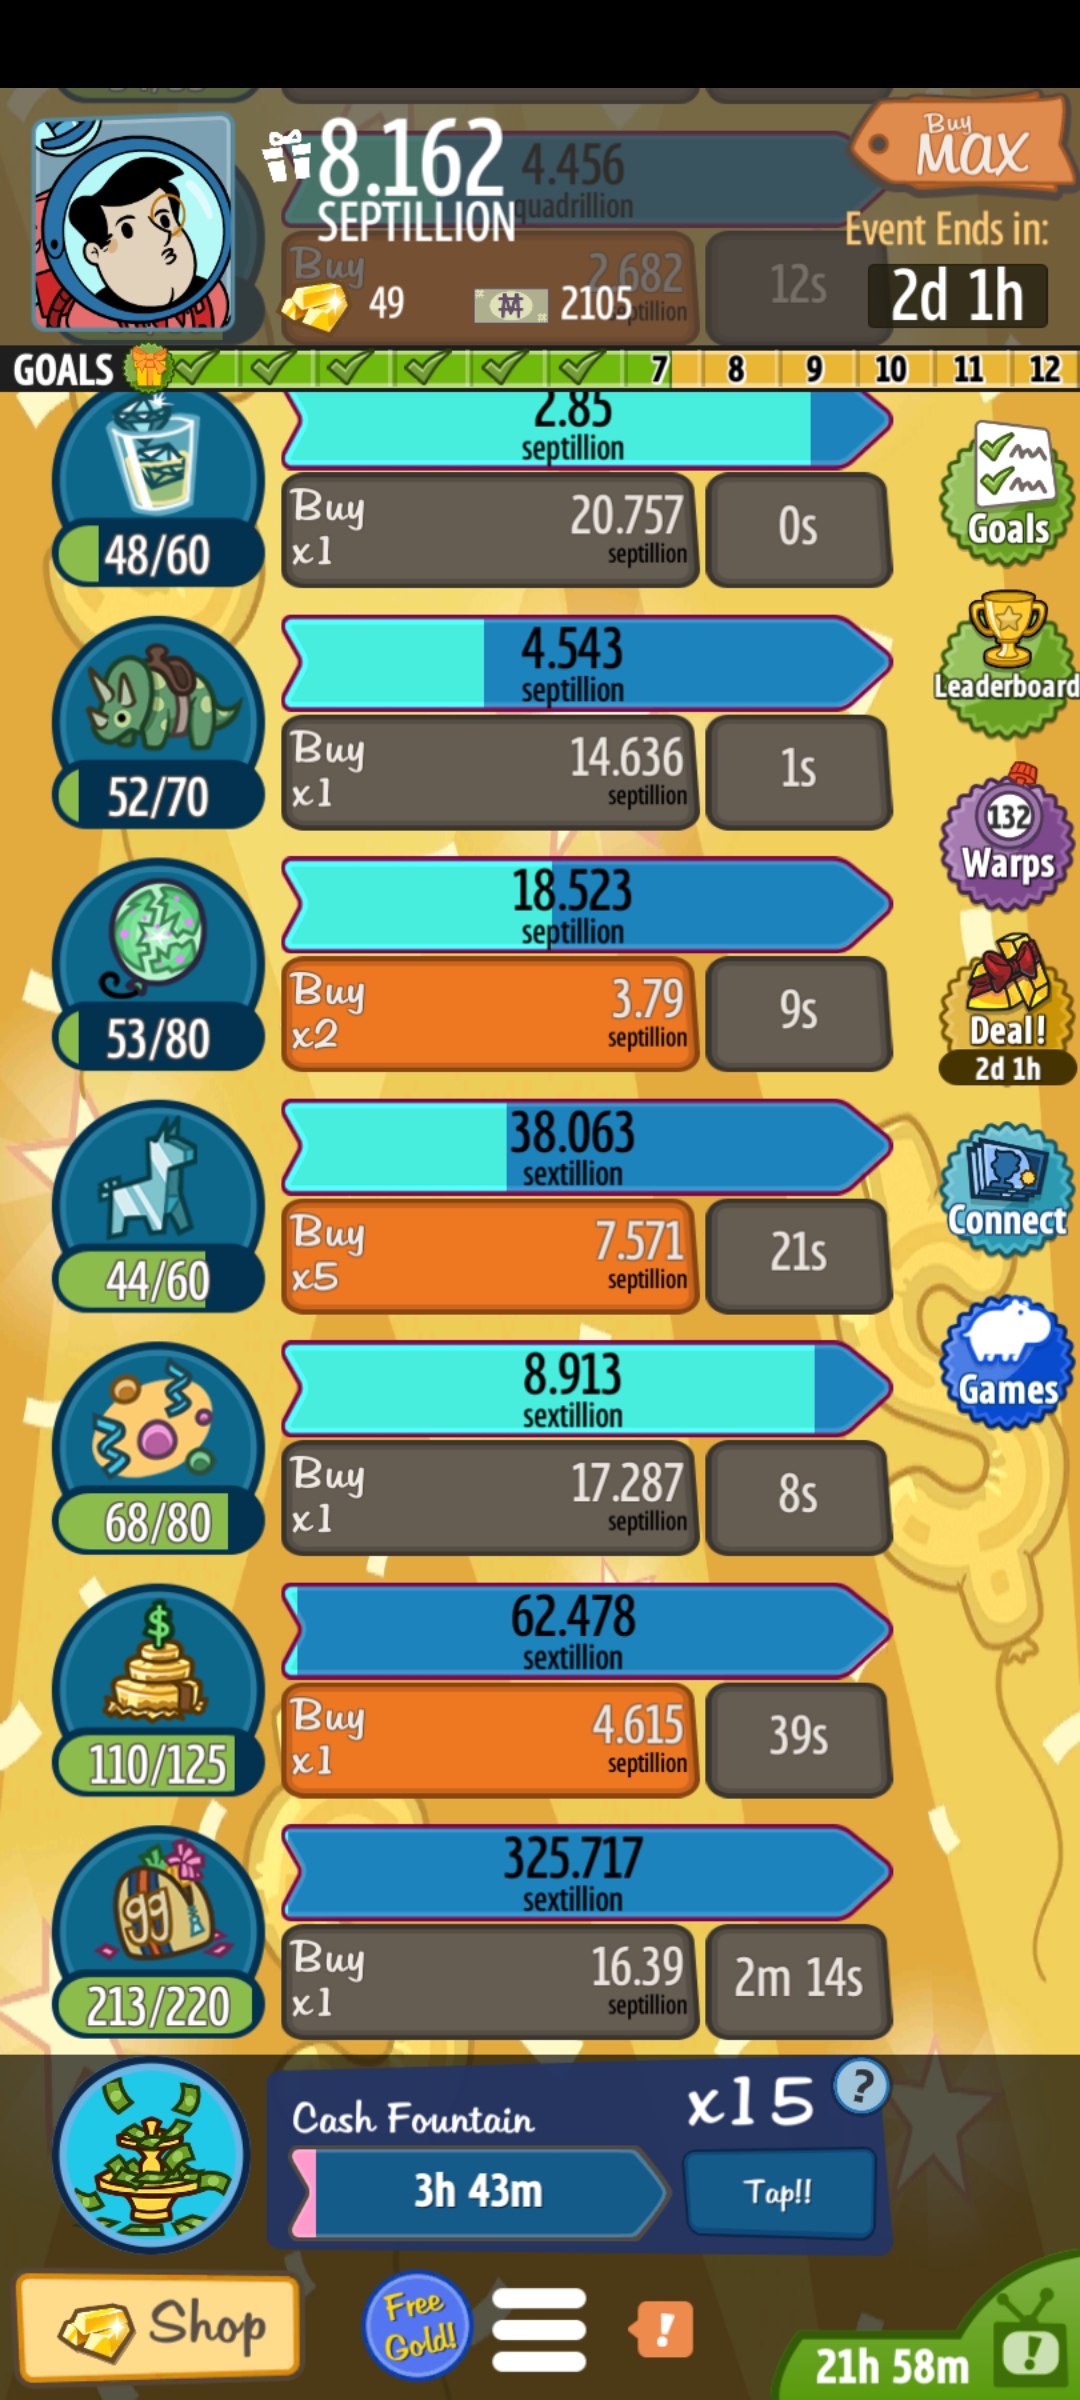 8.162
SEPTILLION
4.456
quadrillion
Buy
MAX
Event Ends in:
2d 1h
Buy
2.682
septillion
12s
49
2105
GOALS
7
8
9
10
11
12
2.85
septillion
48/60
Buy
x1
20.757
septillion
0s
Goals
4.543
septillion
52/70
Buy
x1
14.636
septillion
1s
Leaderboard
132
Warps
18.523
septillion
53/80
Buy
x2
3.79
septillion
9s
Deal!
2d 1h
38.063
sextillion
44/60
Buy
x5
7.571
septillion
21s
Connect
8.913
sextillion
68/80
Buy
x1
17.287
septillion
8s
Games
$
62.478
sextillion
110/125
Buy
x1
4.615
septillion
39s
99
325.717
sextillion
213/220
Buy
x1
16.39
septillion
2m 14s
Cash Fountain
x15
?
3h 43m
Tap!!
Shop
Free
Gold!
!
21h 58m
!